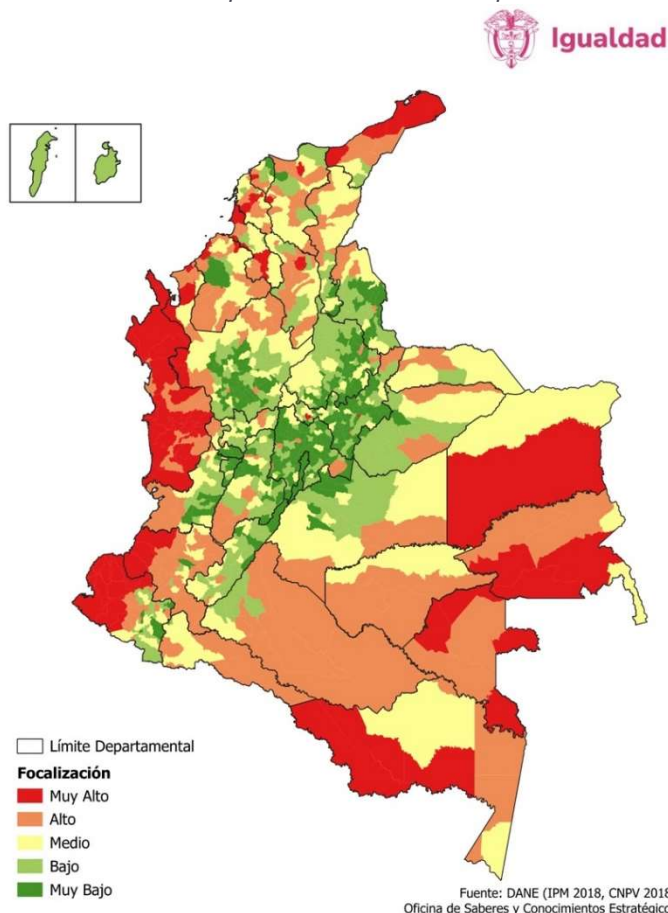 Igualdad
Límite Departamental
Focalización
Muy Alto
Alto
Medio
Bajo
Muy Bajo
Fuente: DANE (IPM 2018, CNPV 2018
Oficina de Saberes y Conocimientos Estratégico